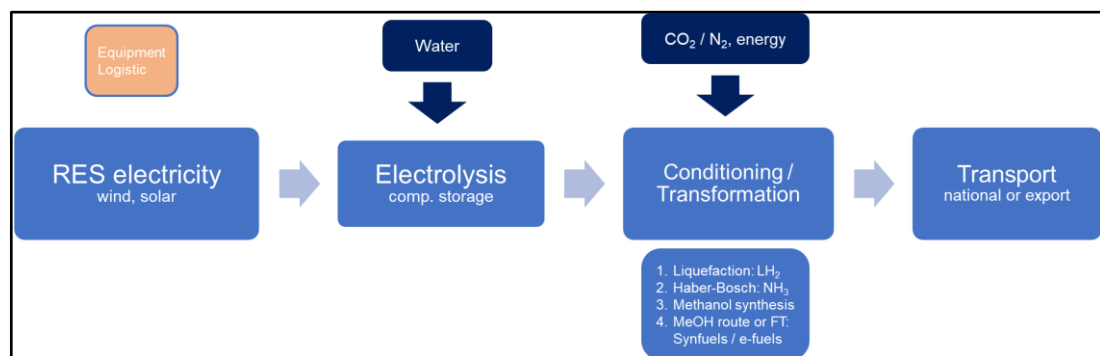 Equipment
Logistic
Water
CO₂ / N₂, energy
RES electricity
wind, solar
Electrolysis
comp. storage
Conditioning /
Transformation
Transport
national or export
1. Liquefaction: LH₂
2. Haber-Bosch: NH₃
3. Methanol synthesis
4. MeOH route or FT:
Synfuels / e-fuels